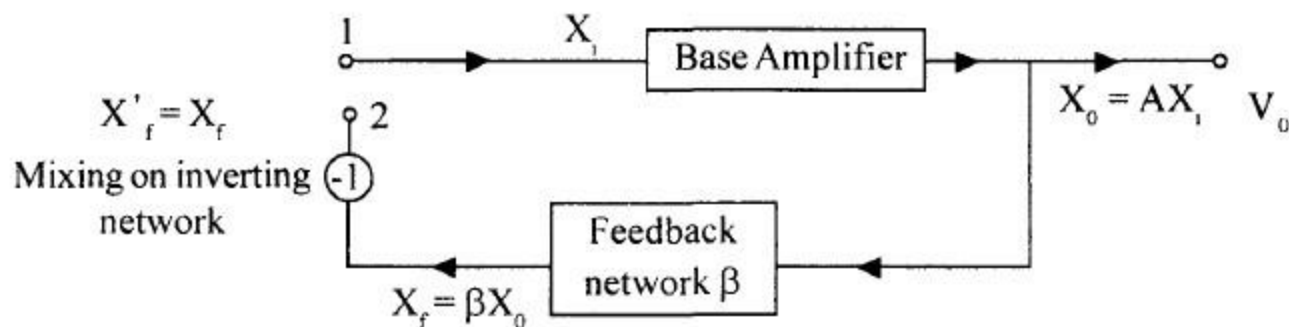 1
X₁
Base Amplifier
X₀ = AX₁
V₀
X'f = Xf
2
Mixing on inverting
network
-1
Feedback
network β
Xf = βX₀